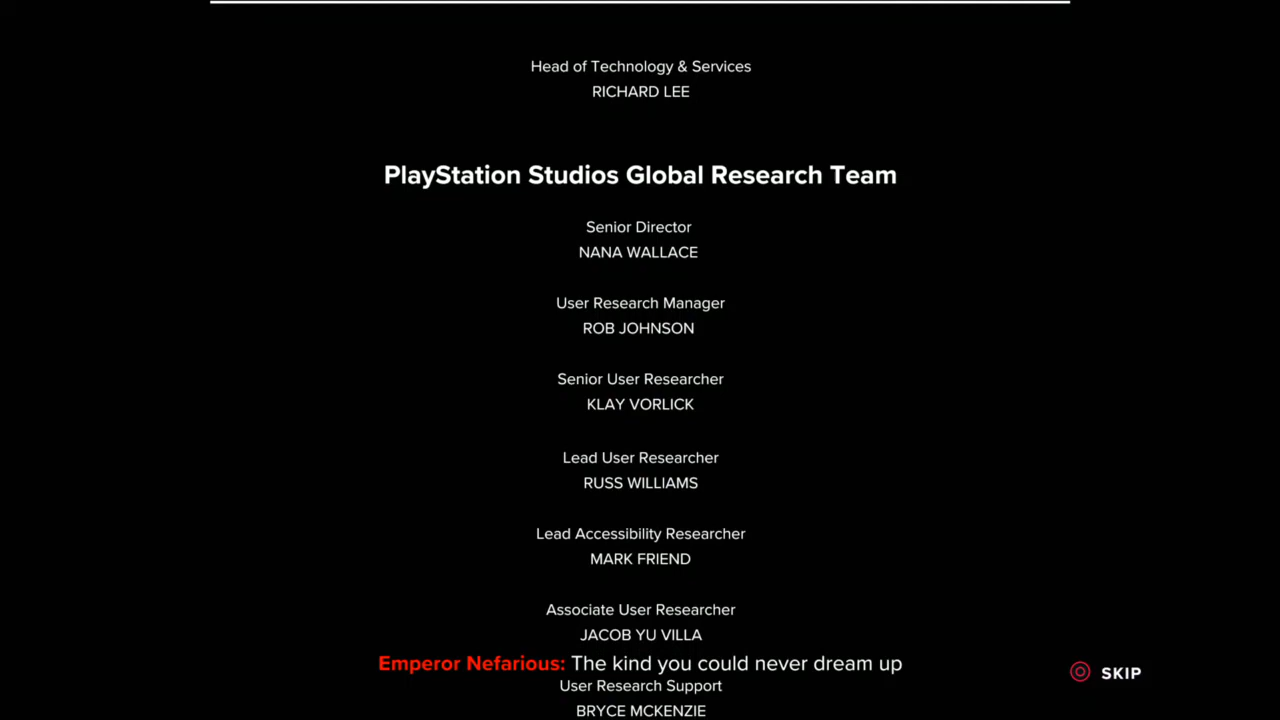 Head of Technology & Services
RICHARD LEE
PlayStation Studios Global Research Team
Senior Director
NANA WALLACE
User Research Manager
ROB JOHNSON
Senior User Researcher
KLAY VORLICK
Lead User Researcher
RUSS WILLIAMS
Lead Accessibility Researcher
MARK FRIEND
Associate User Researcher
JACOB YU VILLA
Emperor Nefarious: The kind you could never dream up
SKIP
User Research Support
BRYCE MCKENZIE